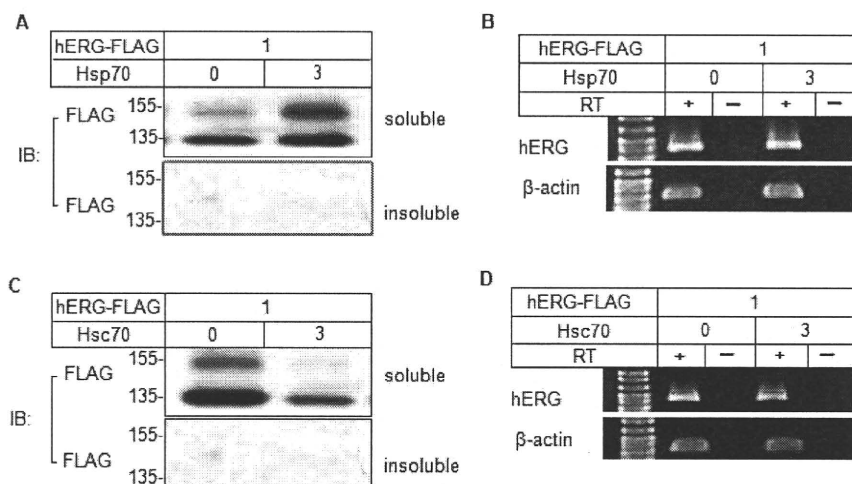 A
hERG-FLAG 1
Hsp70 0 3
IB:
FLAG 155- 135- soluble
FLAG 155- 135- insoluble
B
hERG-FLAG 1
Hsp70 0 3
RT + − + −
hERG
β-actin
C
hERG-FLAG 1
Hsc70 0 3
IB:
FLAG 155- 135- soluble
FLAG 155- 135- insoluble
D
hERG-FLAG 1
Hsc70 0 3
RT + − + −
hERG
β-actin